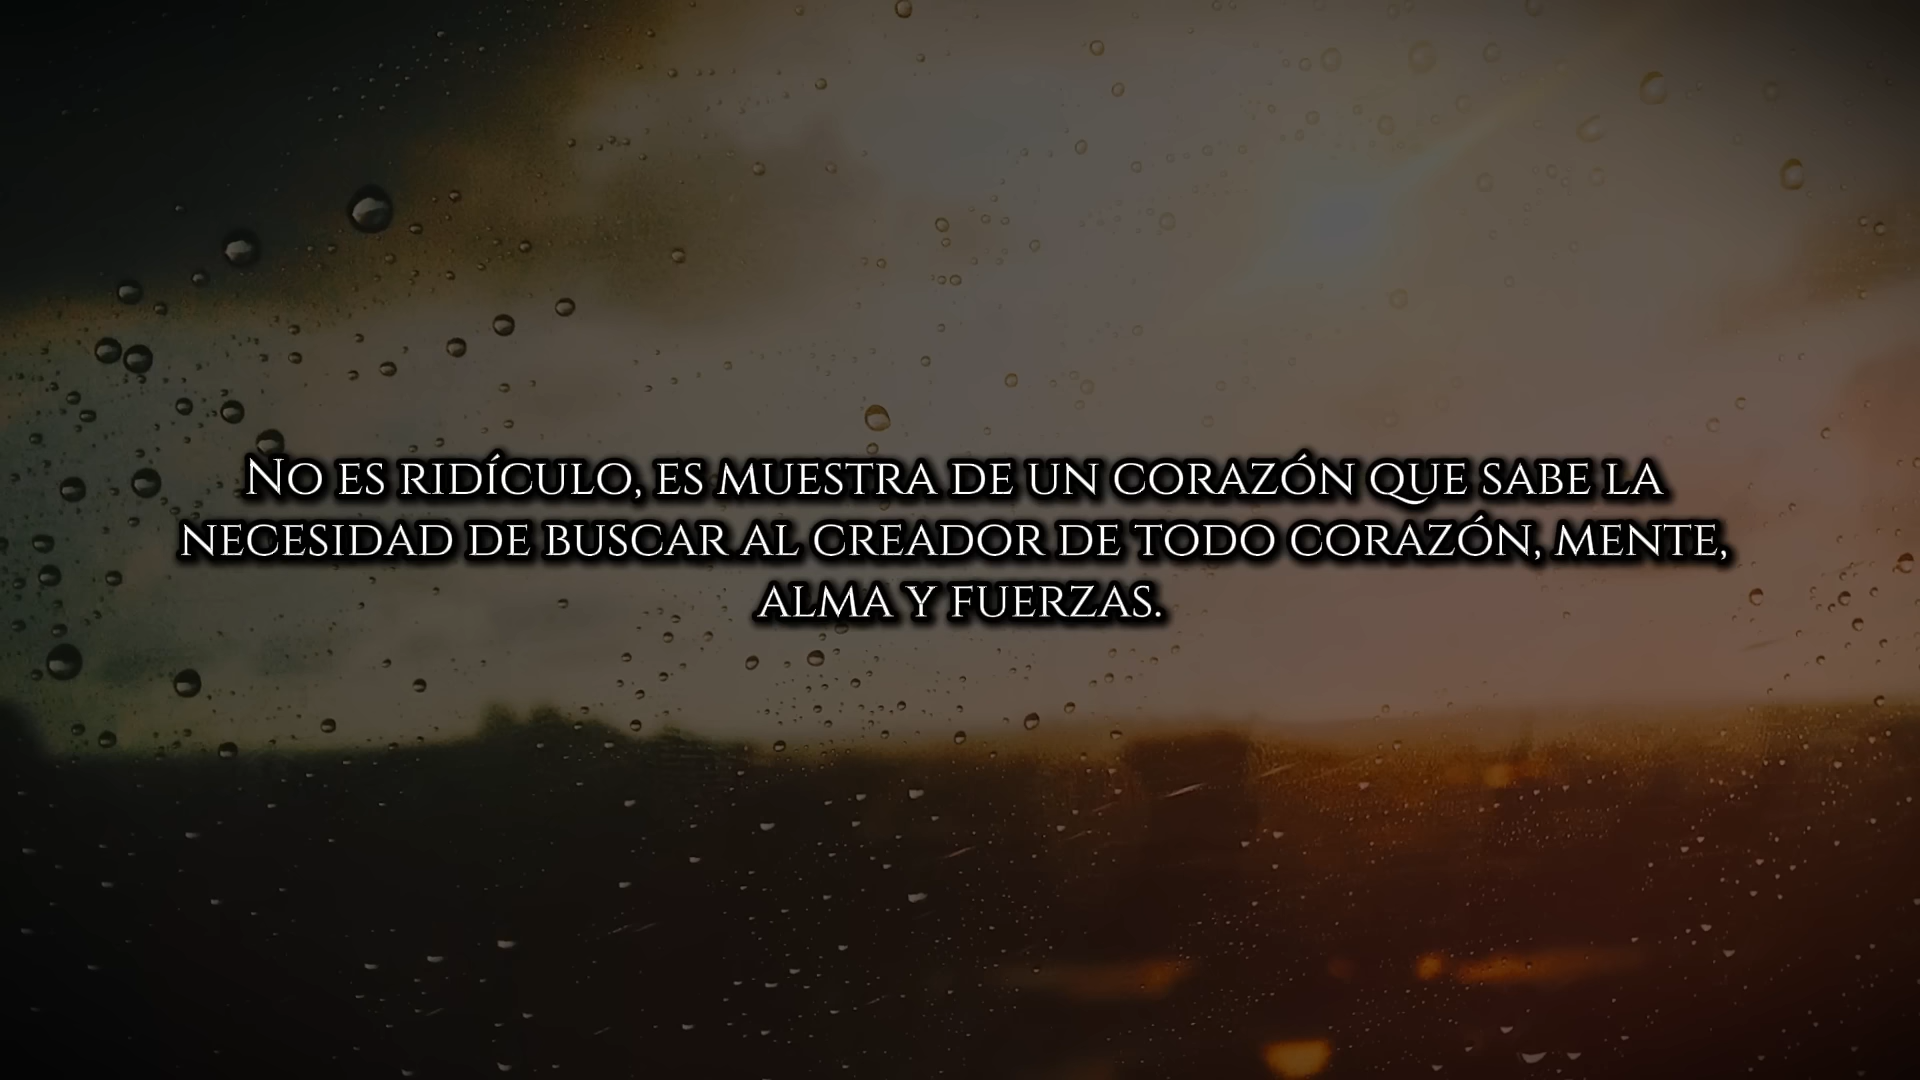 No es ridículo, es muestra de un corazón que sabe la
necesidad de buscar al creador de todo corazón, mente,
alma y fuerzas.